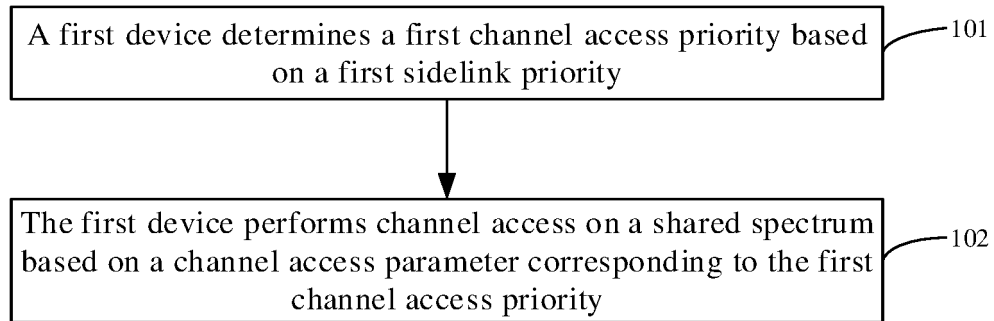 A first device determines a first channel access priority based
on a first sidelink priority
101
The first device performs channel access on a shared spectrum
based on a channel access parameter corresponding to the first
channel access priority
102